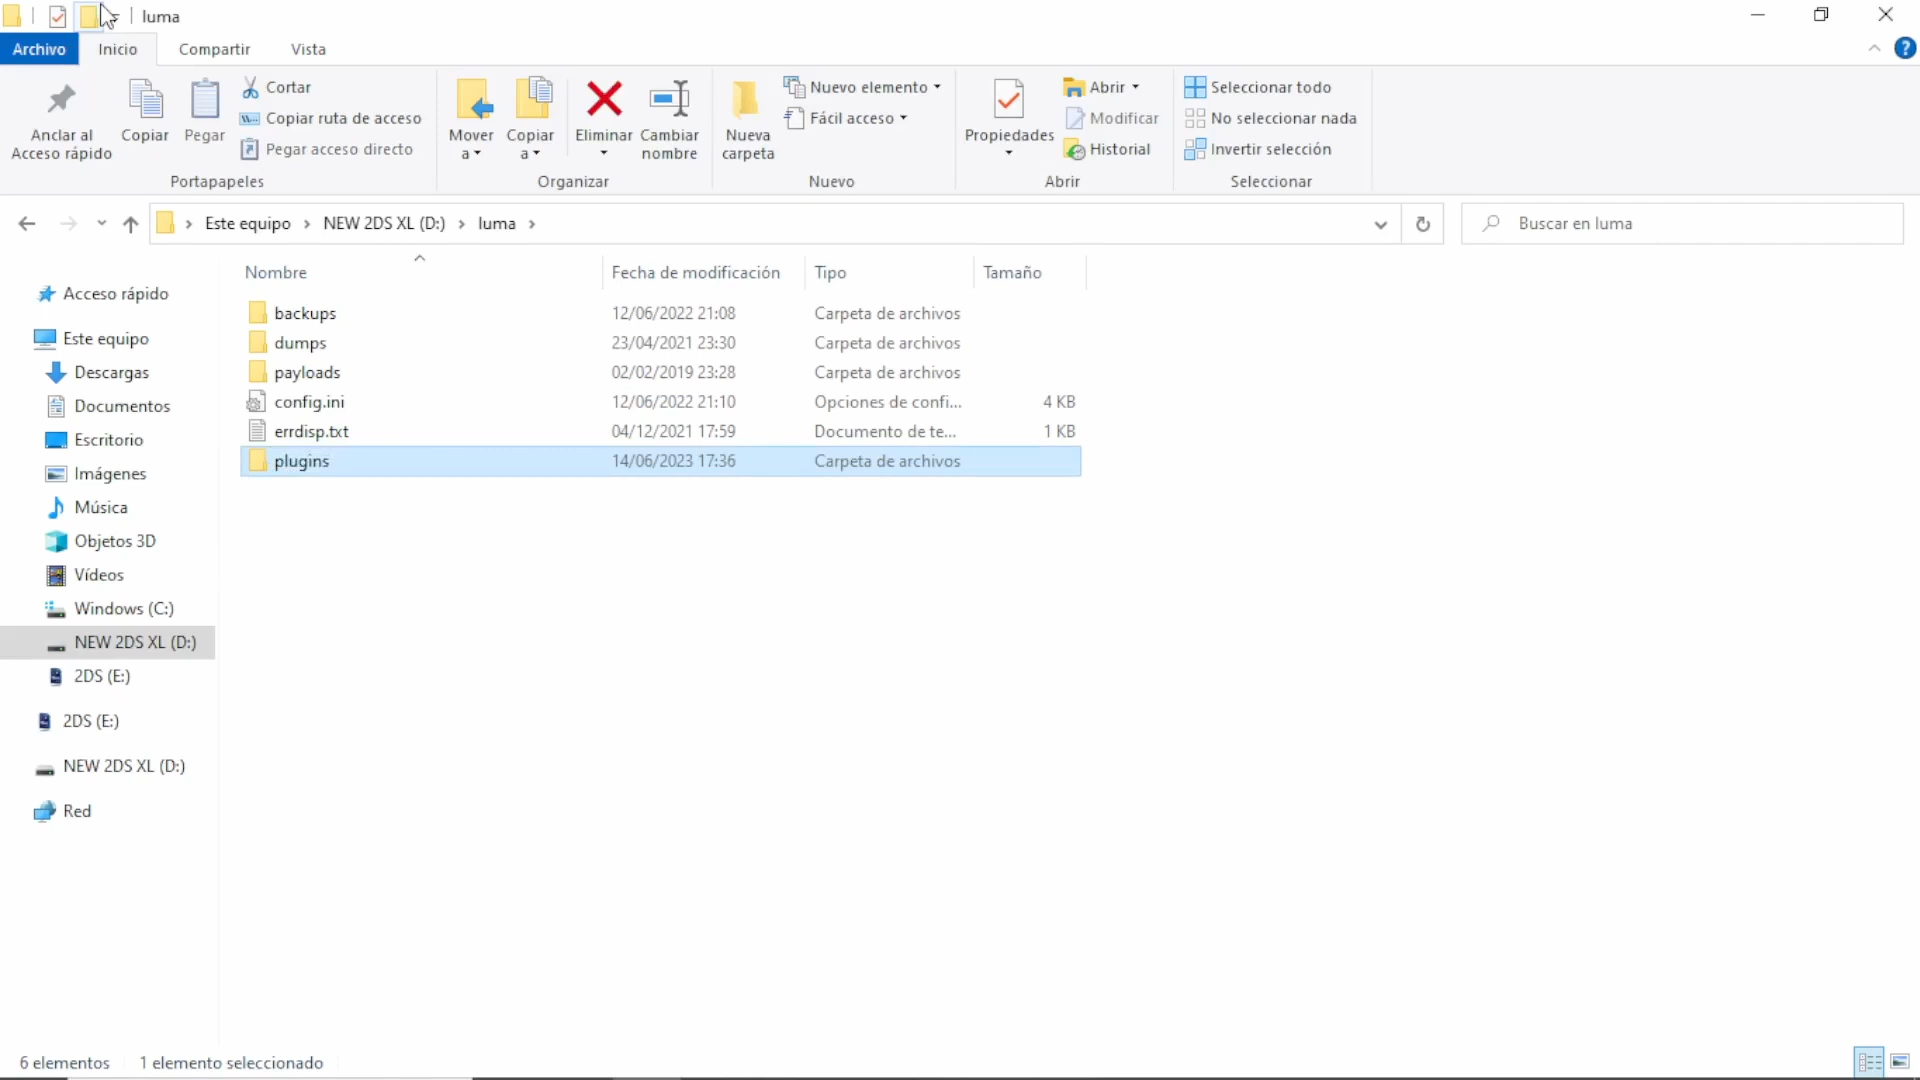 luma
Archivo Inicio Compartir Vista
Anclar al
Acceso rápido
Copiar
Pegar
Cortar
Copiar ruta de acceso
Pegar acceso directo
Portapapeles
Mover
a
Copiar
a
Eliminar
Cambiar
nombre
Organizar
Nueva
carpeta
Nuevo elemento
Fácil acceso
Nuevo
Propiedades
Abrir
Modificar
Historial
Abrir
Seleccionar todo
No seleccionar nada
Invertir selección
Seleccionar
Este equipo NEW 2DS XL (D:) luma
Buscar en luma
Nombre Fecha de modificación Tipo Tamaño
backups 12/06/2022 21:08 Carpeta de archivos
dumps 23/04/2021 23:30 Carpeta de archivos
payloads 02/02/2019 23:28 Carpeta de archivos
config.ini 12/06/2022 21:10 Opciones de confi... 4 KB
errdisp.txt 04/12/2021 17:59 Documento de te... 1 KB
plugins 14/06/2023 17:36 Carpeta de archivos
Acceso rápido
Este equipo
Descargas
Documentos
Escritorio
Imágenes
Música
Objetos 3D
Vídeos
Windows (C:)
NEW 2DS XL (D:)
2DS (E:)
2DS (E:)
NEW 2DS XL (D:)
Red
6 elementos 1 elemento seleccionado